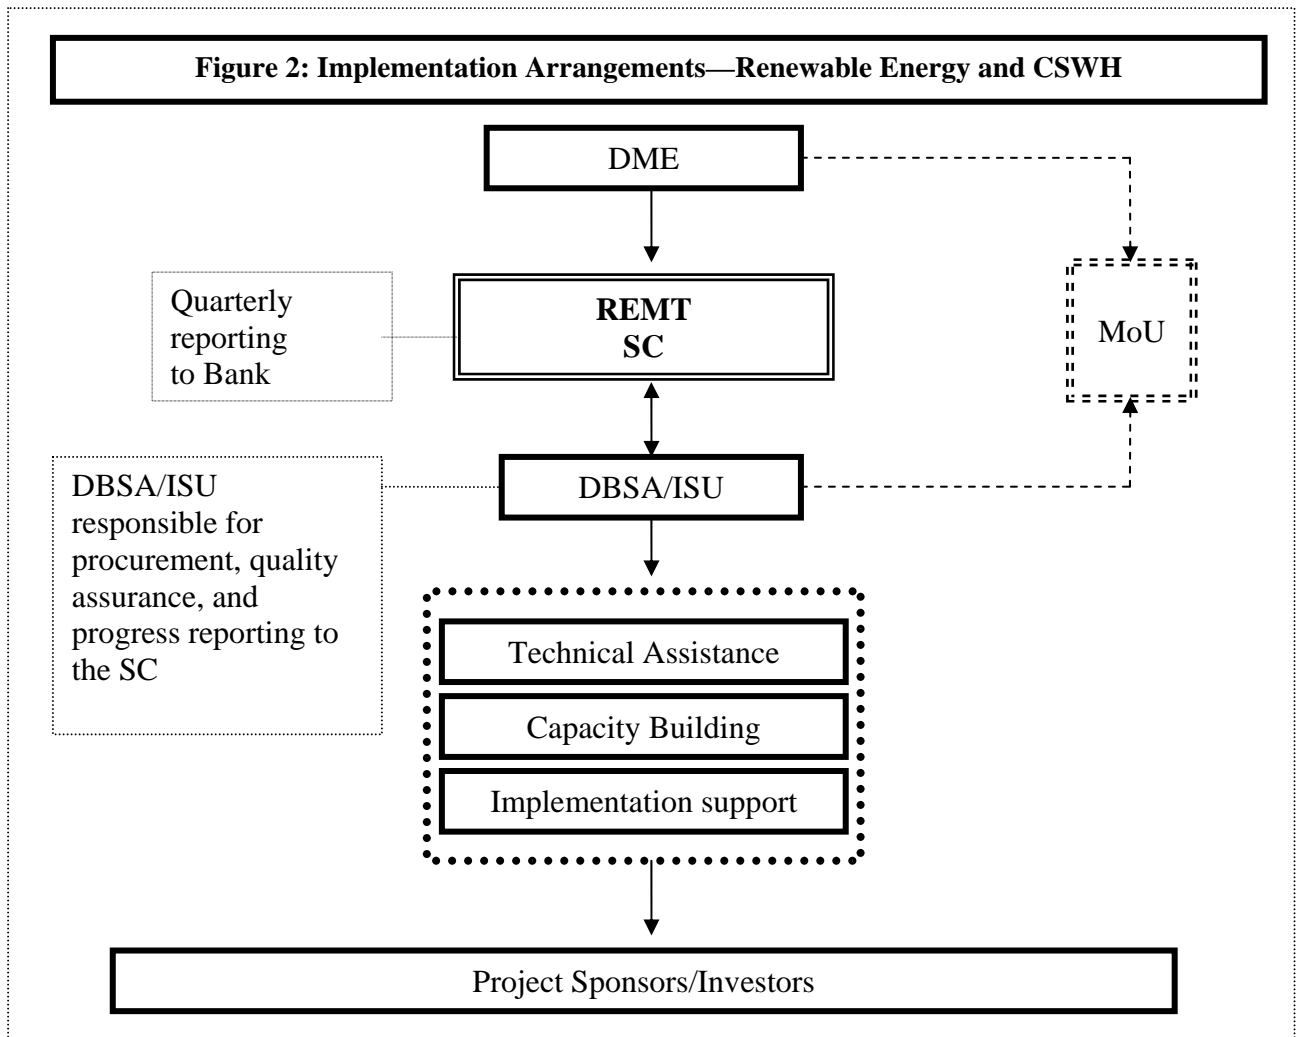 Figure 2: Implementation Arrangements—Renewable Energy and CSWH
DME
Quarterly
reporting
to Bank
REMT
SC
MoU
DBSA/ISU
responsible for
procurement, quality
assurance, and
progress reporting to
the SC
DBSA/ISU
Technical Assistance
Capacity Building
Implementation support
Project Sponsors/Investors